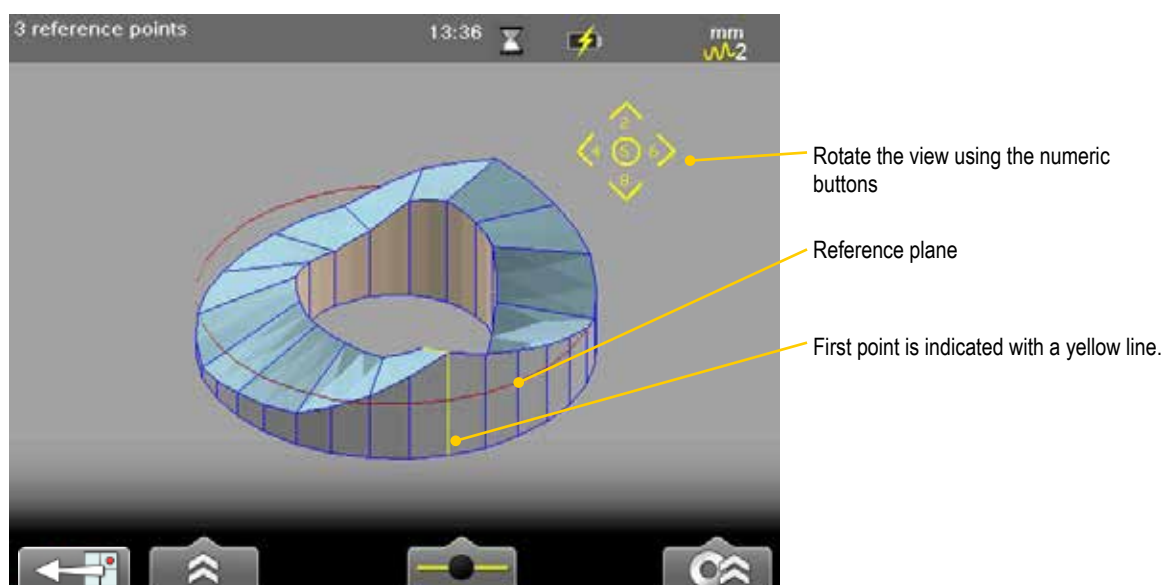 3 reference points
13:36
mm
2
2
4 5 6
8
Rotate the view using the numeric
buttons
Reference plane
First point is indicated with a yellow line.